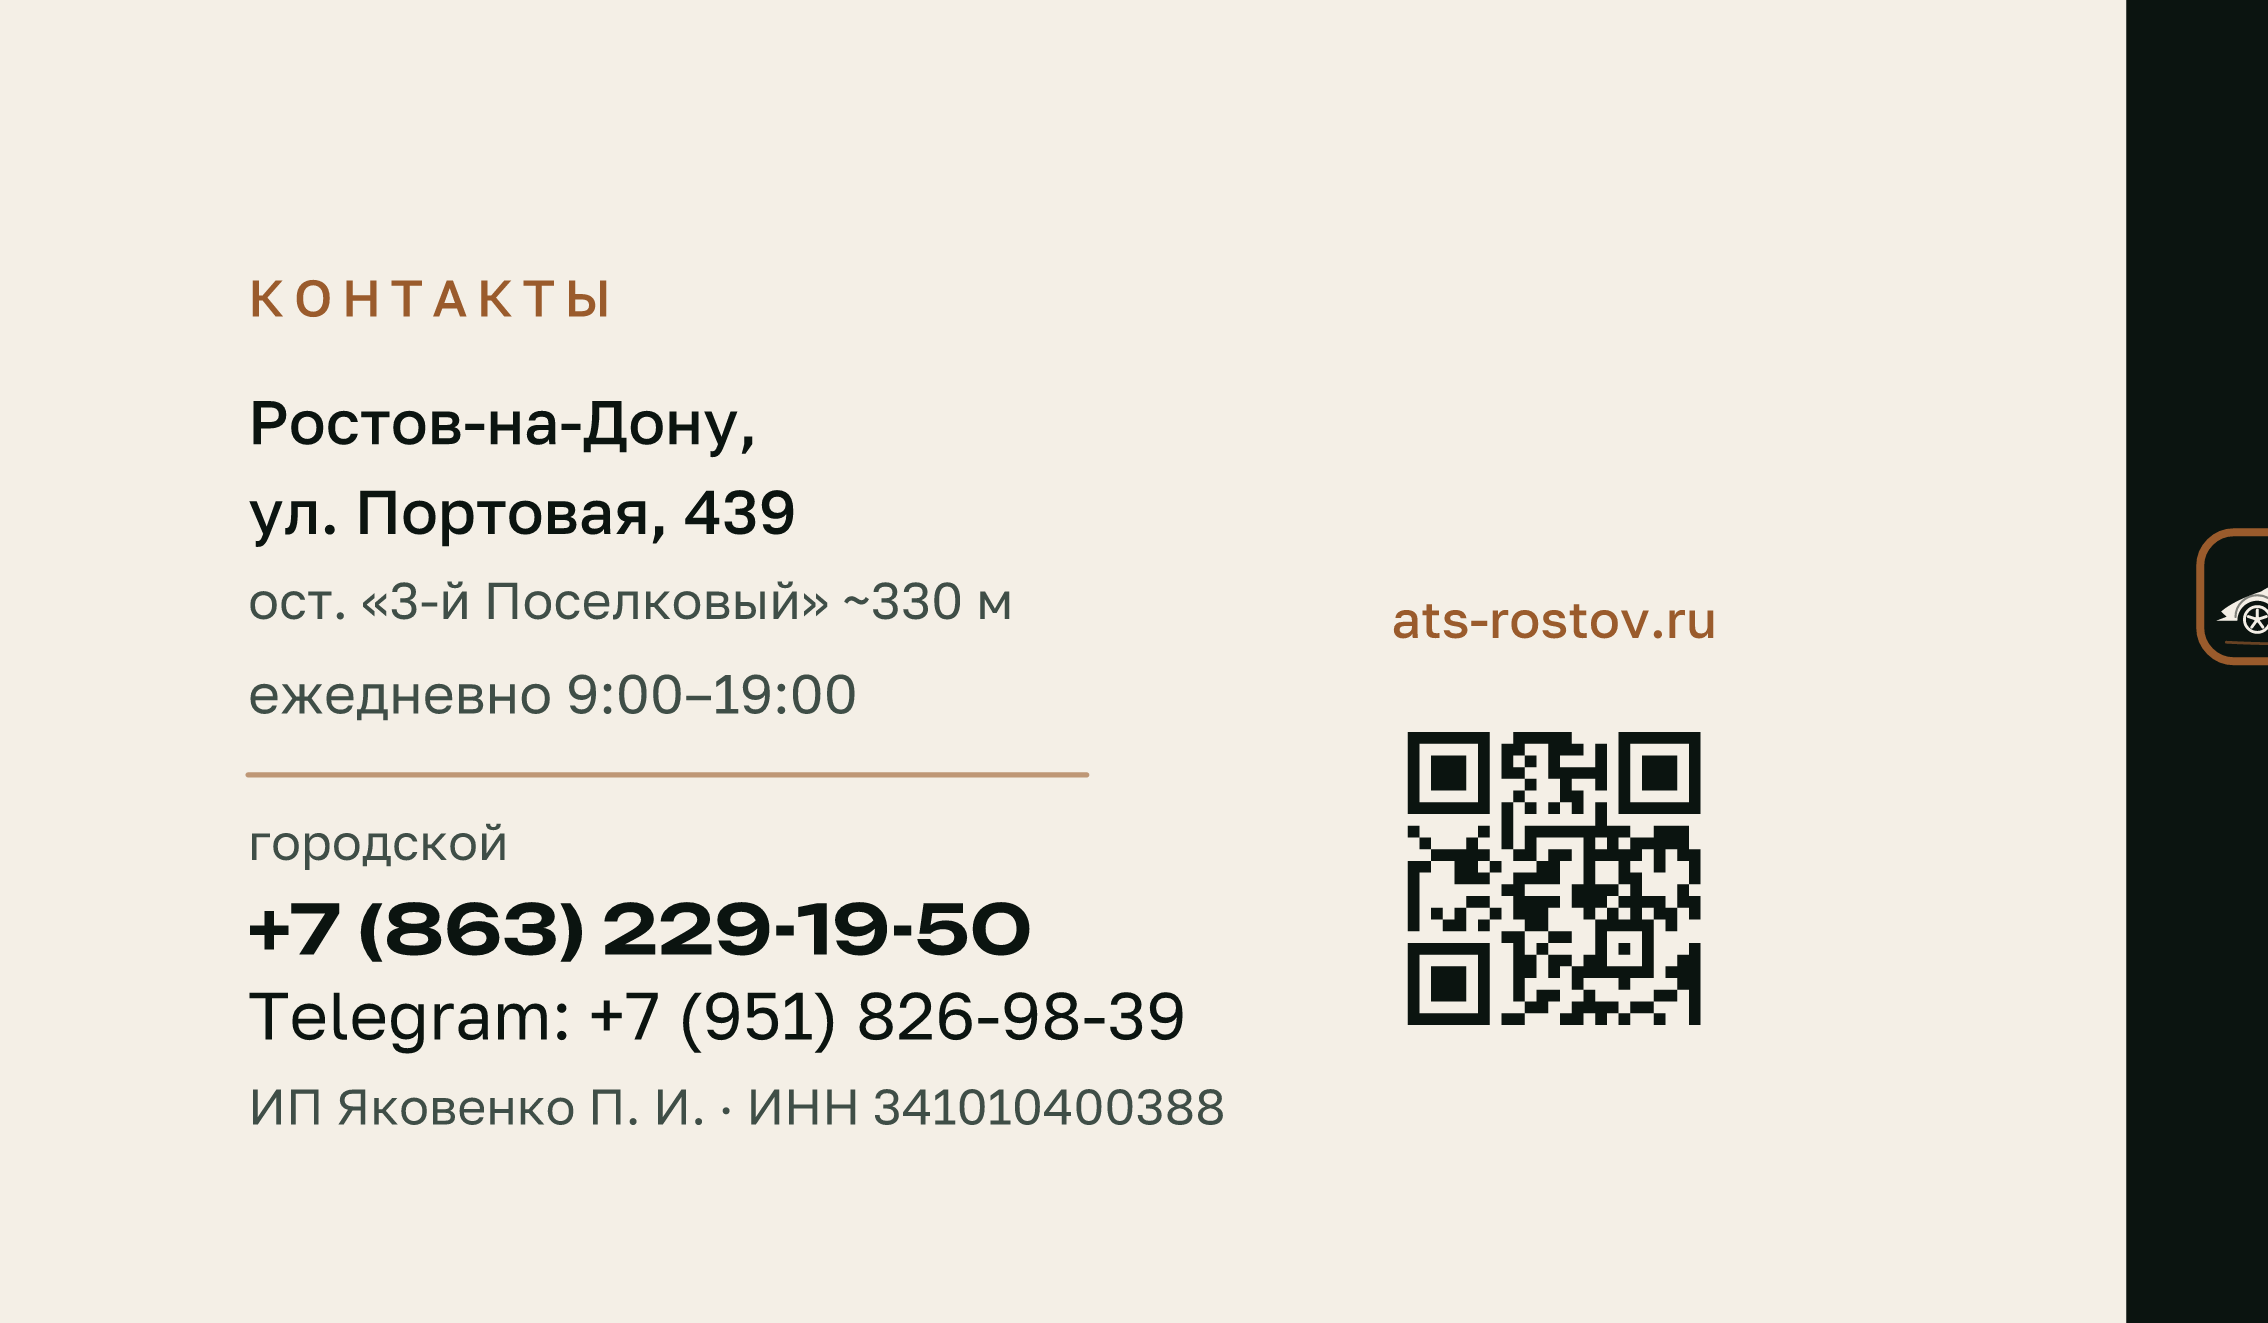 КОНТАКТЫ
Ростов-на-Дону,
ул. Портовая, 439
ост. «3-й Поселковый» ~330 м
ежедневно 9:00–19:00
городской
+7 (863) 229-19-50
Telegram: +7 (951) 826-98-39
ИП Яковенко П. И. · ИНН 341010400388
ats-rostov.ru